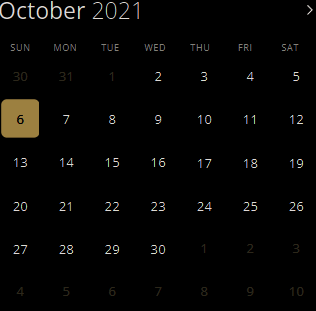 October 2021
SUN MON TUE WED THU FRI SAT
30 31 1 2 3 4 5
6 7 8 9 10 11 12
13 14 15 16 17 18 19
20 21 22 23 24 25 26
27 28 29 30 1 2 3
4 5 6 7 8 9 10